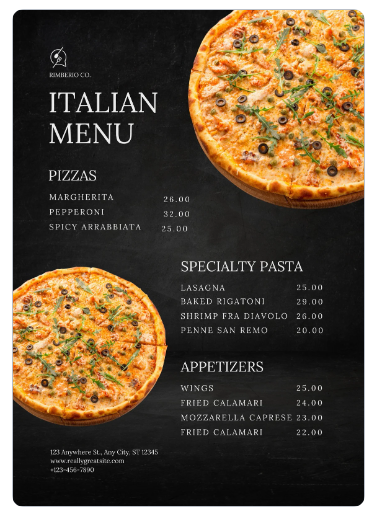 RIMBERIO CO.
ITALIAN
MENU
PIZZAS
MARGHERITA 26.00
PEPPERONI 32.00
SPICY ARRABBIATA 25.00
SPECIALTY PASTA
LASAGNA 25.00
BAKED RIGATONI 29.00
SHRIMP FRA DIAVOLO 26.00
PENNE SAN REMO 20.00
APPETIZERS
WINGS 25.00
FRIED CALAMARI 24.00
MOZZARELLA CAPRESE 23.00
FRIED CALAMARI 22.00
123 Anywhere St., Any City, ST 12345
www.reallygreatsite.com
+123-456-7890